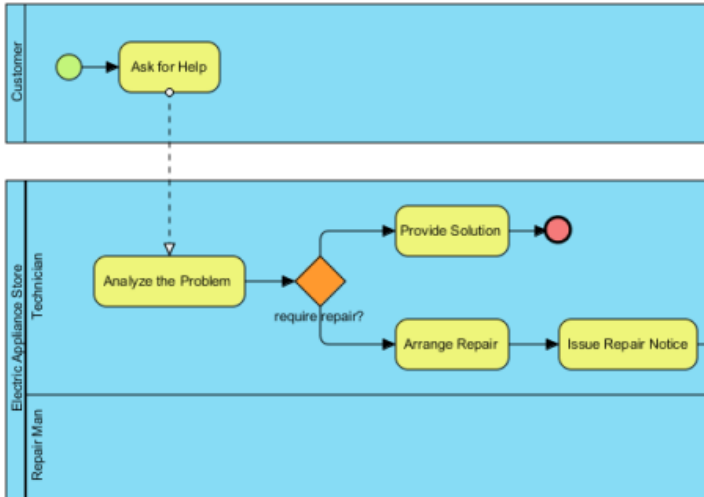 Customer
Ask for Help
Electric Appliance Store
Technician
Analyze the Problem
require repair?
Provide Solution
Arrange Repair
Issue Repair Notice
Repair Man